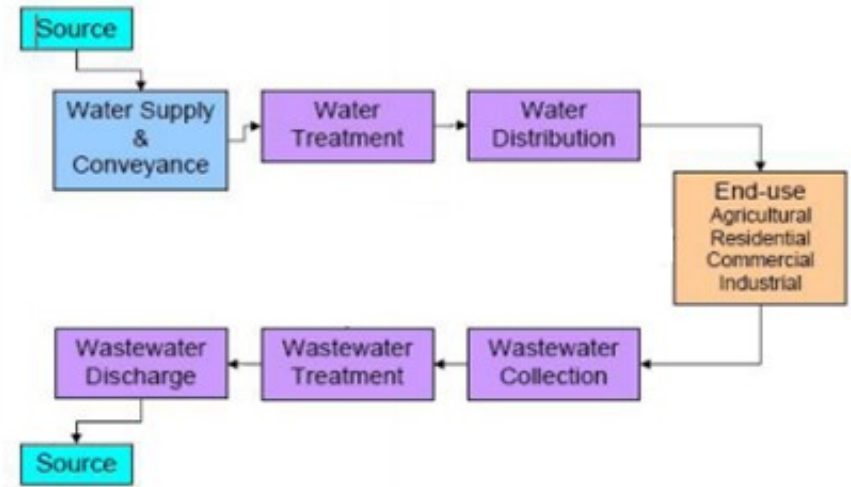 Source
Water Supply
&
Conveyance
Water
Treatment
Water
Distribution
End-use
Agricultural
Residential
Commercial
Industrial
Wastewater
Collection
Wastewater
Treatment
Wastewater
Discharge
Source